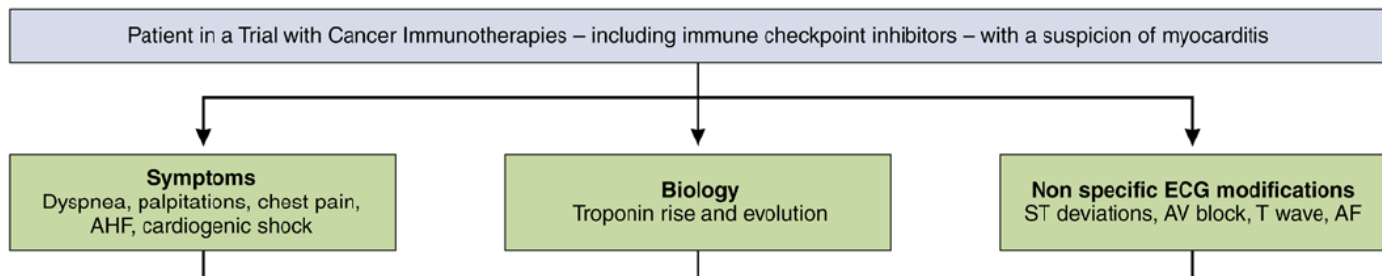 Patient in a Trial with Cancer Immunotherapies – including immune checkpoint inhibitors – with a suspicion of myocarditis
Symptoms
Dyspnea, palpitations, chest pain,
AHF, cardiogenic shock
Biology
Troponin rise and evolution
Non specific ECG modifications
ST deviations, AV block, T wave, AF